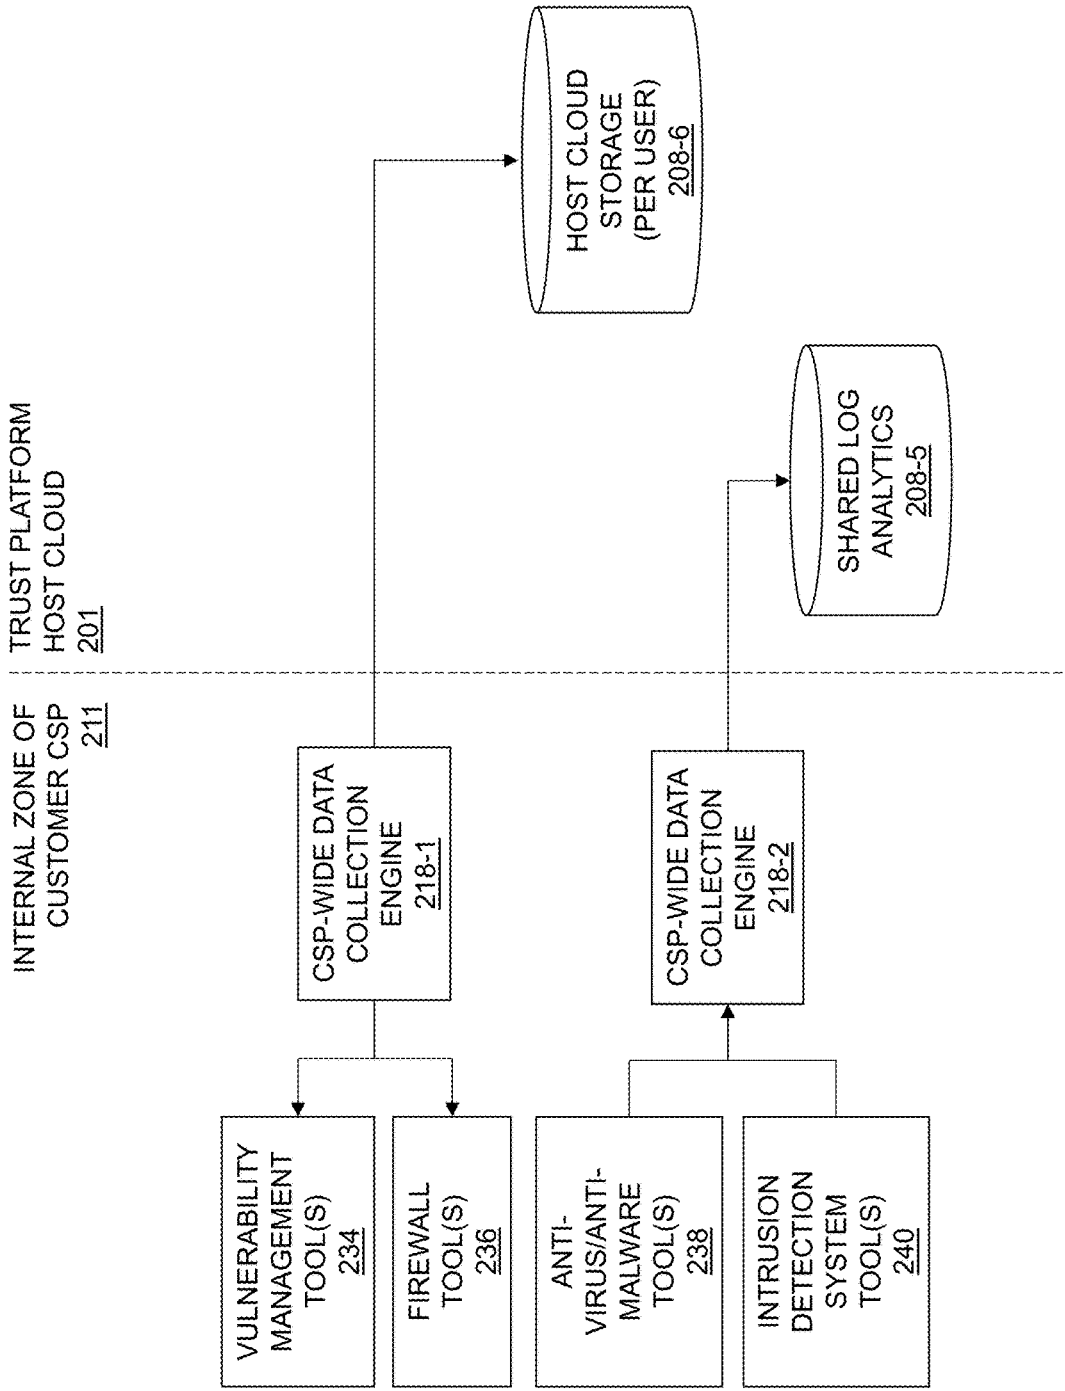 INTERNAL ZONE OF
CUSTOMER CSP
211
TRUST PLATFORM
HOST CLOUD
201
VULNERABILITY
MANAGEMENT
TOOL(S)
234
FIREWALL
TOOL(S)
236
CSP-WIDE DATA
COLLECTION
ENGINE
218-1
HOST CLOUD
STORAGE
(PER USER)
208-6
ANTI-
VIRUS/ANTI-
MALWARE
TOOL(S)
238
INTRUSION
DETECTION
SYSTEM
TOOL(S)
240
CSP-WIDE DATA
COLLECTION
ENGINE
218-2
SHARED LOG
ANALYTICS
208-5